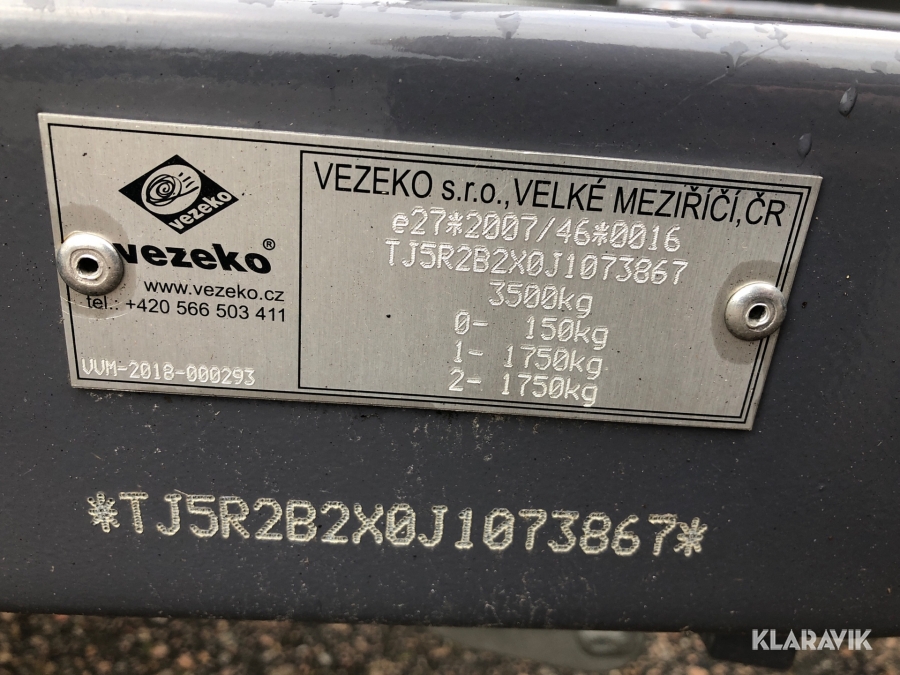 vezeko
vezeko®
www.vezeko.cz
tel.: +420 566 503 411
VVM-2018-000293
VEZEKO s.r.o.,VELKÉ MEZIŘÍČÍ,ČR
e27*2007/46*0016
TJ5R2B2X0J1073867
3500kg
0- 150kg
1- 1750kg
2- 1750kg
*TJ5R2B2X0J1073867*
KLARAVIK